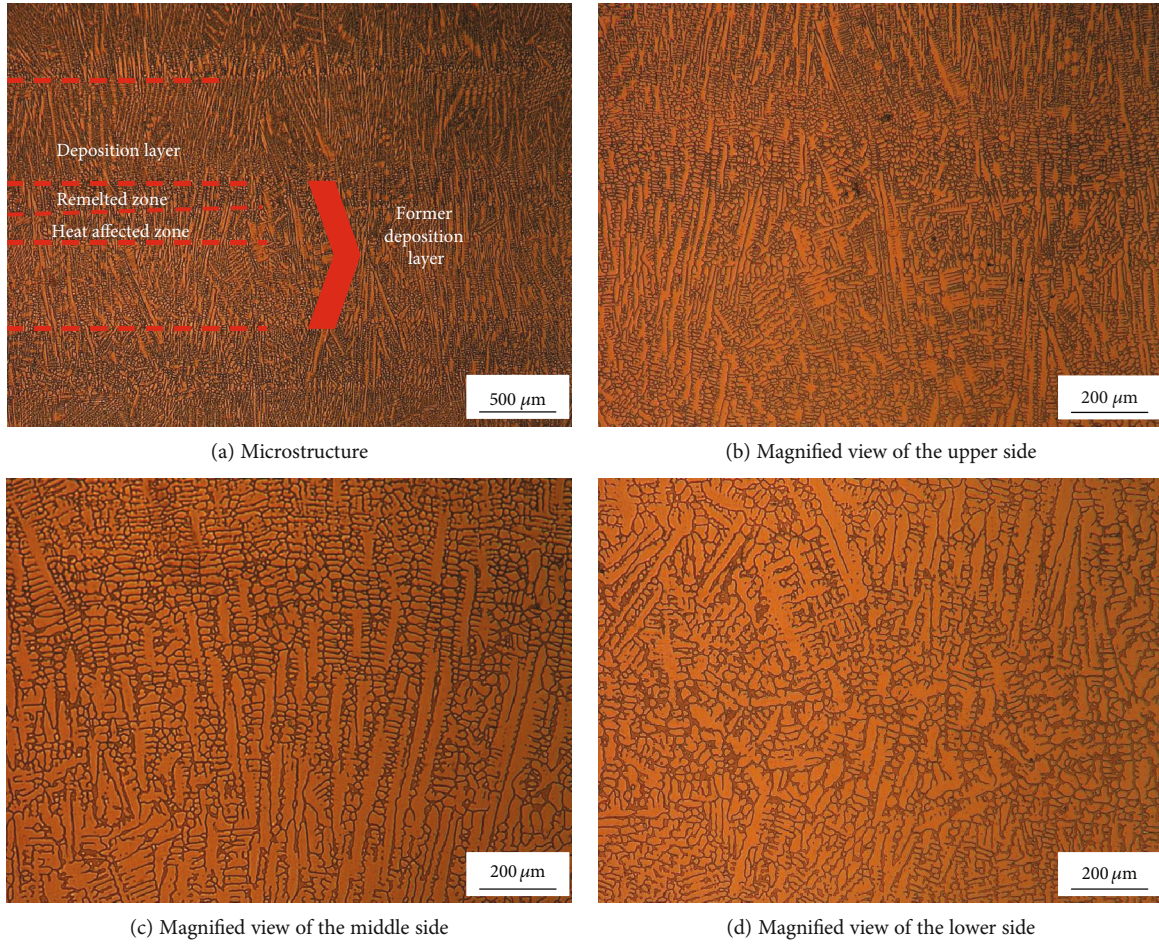 Deposition layer
Remelted zone
Heat affected zone
Former
deposition
layer
500 μm
(a) Microstructure
200 μm
(b) Magnified view of the upper side
200 μm
(c) Magnified view of the middle side
200 μm
(d) Magnified view of the lower side